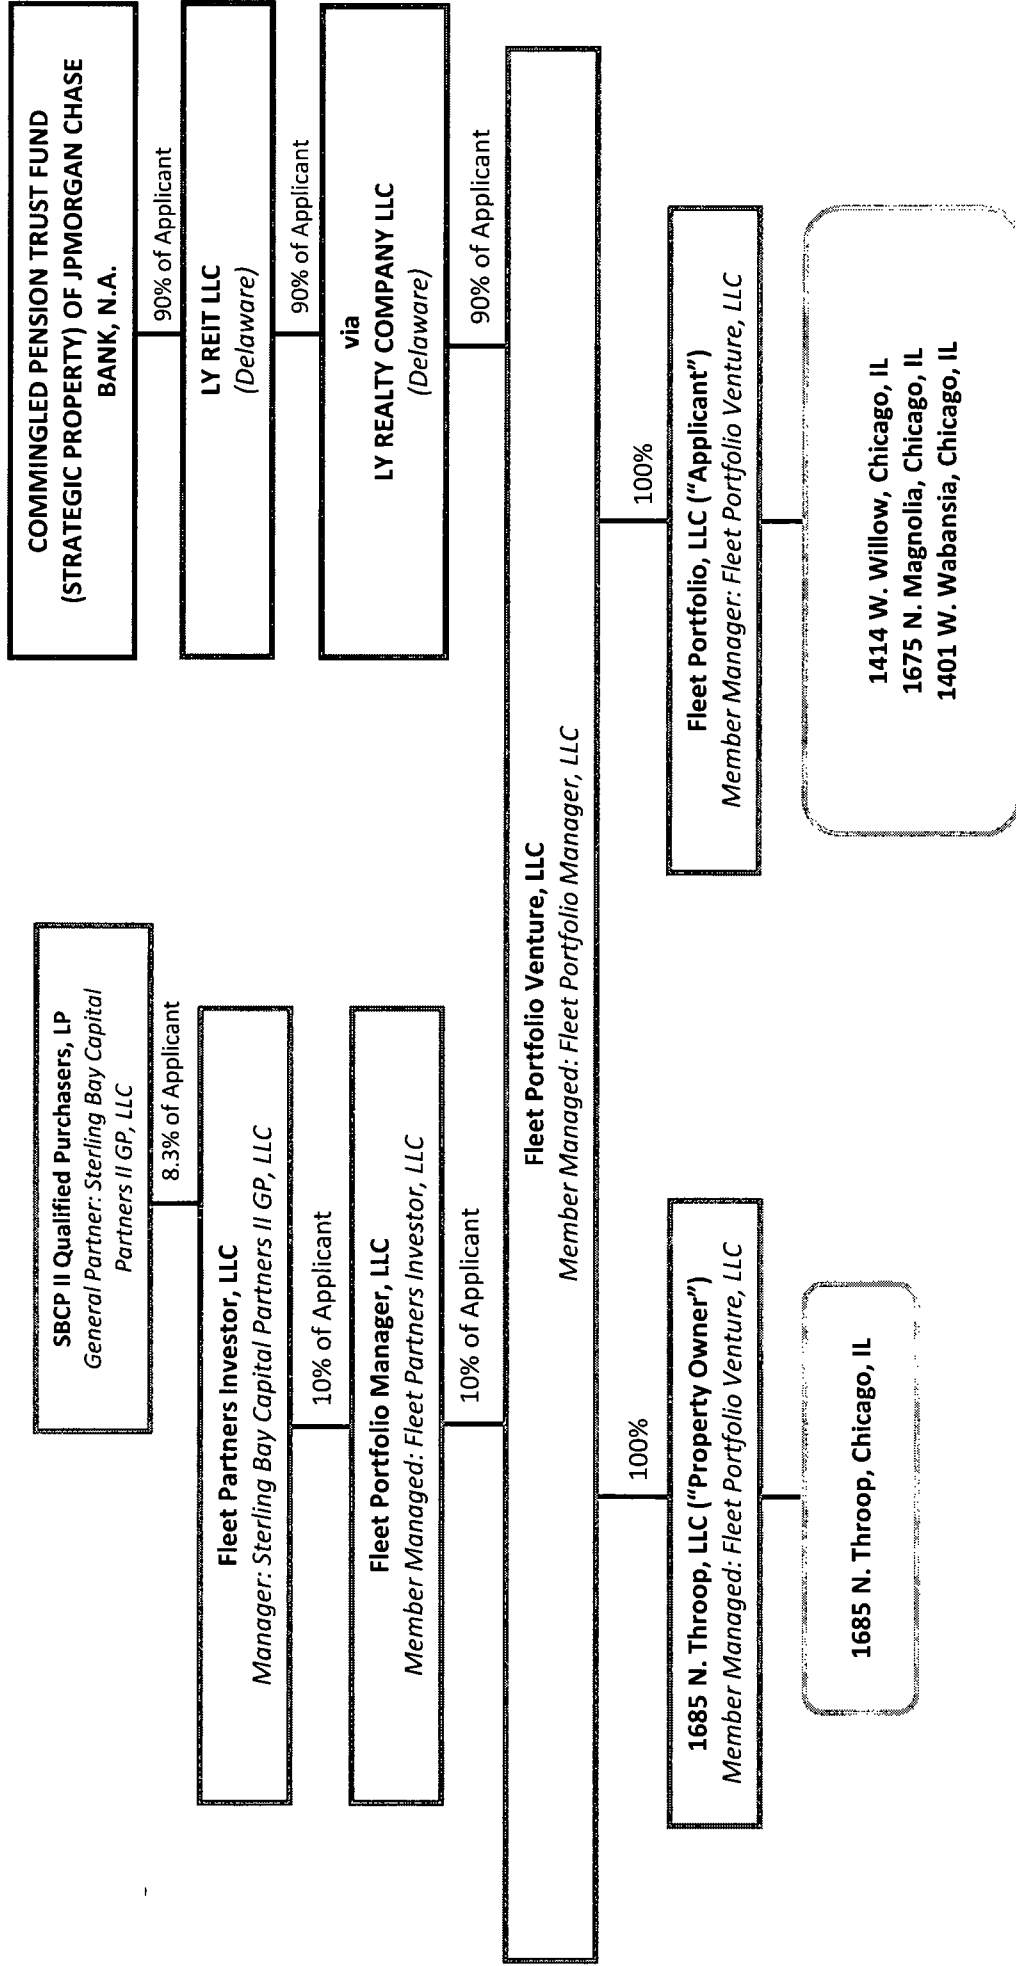 SBCP II Qualified Purchasers, LP
General Partner: Sterling Bay Capital
Partners II GP, LLC
8.3% of Applicant
Fleet Partners Investor, LLC
Manager: Sterling Bay Capital Partners II GP, LLC
10% of Applicant
Fleet Portfolio Manager, LLC
Member Managed: Fleet Partners Investor, LLC
10% of Applicant
COMMINGLED PENSION TRUST FUND
(STRATEGIC PROPERTY) OF JPMORGAN CHASE
BANK, N.A.
90% of Applicant
LY REIT LLC
(Delaware)
90% of Applicant
via
LY REALTY COMPANY LLC
(Delaware)
90% of Applicant
Fleet Portfolio Venture, LLC
Member Managed: Fleet Portfolio Manager, LLC
100%
1685 N. Throop, LLC (“Property Owner”)
Member Managed: Fleet Portfolio Venture, LLC
1685 N. Throop, Chicago, IL
100%
Fleet Portfolio, LLC (“Applicant”)
Member Manager: Fleet Portfolio Venture, LLC
1414 W. Willow, Chicago, IL
1675 N. Magnolia, Chicago, IL
1401 W. Wabansia, Chicago, IL